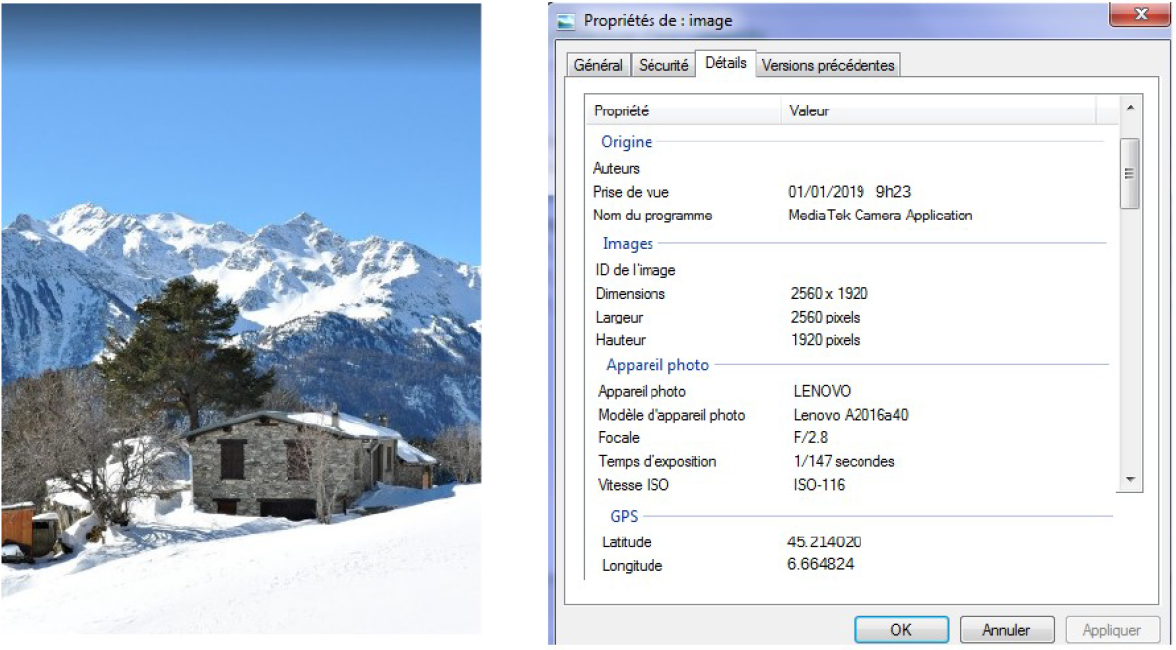 Propriétés de : image
Général Sécurité Détails Versions précédentes
Propriété Valeur
Origine
Auteurs
Prise de vue 01/01/2019 9h23
Nom du programme MediaTek Camera Application
Images
ID de l'image
Dimensions 2560 x 1920
Largeur 2560 pixels
Hauteur 1920 pixels
Appareil photo
Appareil photo LENOVO
Modèle d'appareil photo Lenovo A2016a40
Focale F/2.8
Temps d'exposition 1/147 secondes
Vitesse ISO ISO-116
GPS
Latitude 45.214020
Longitude 6.664824
OK Annuler Appliquer